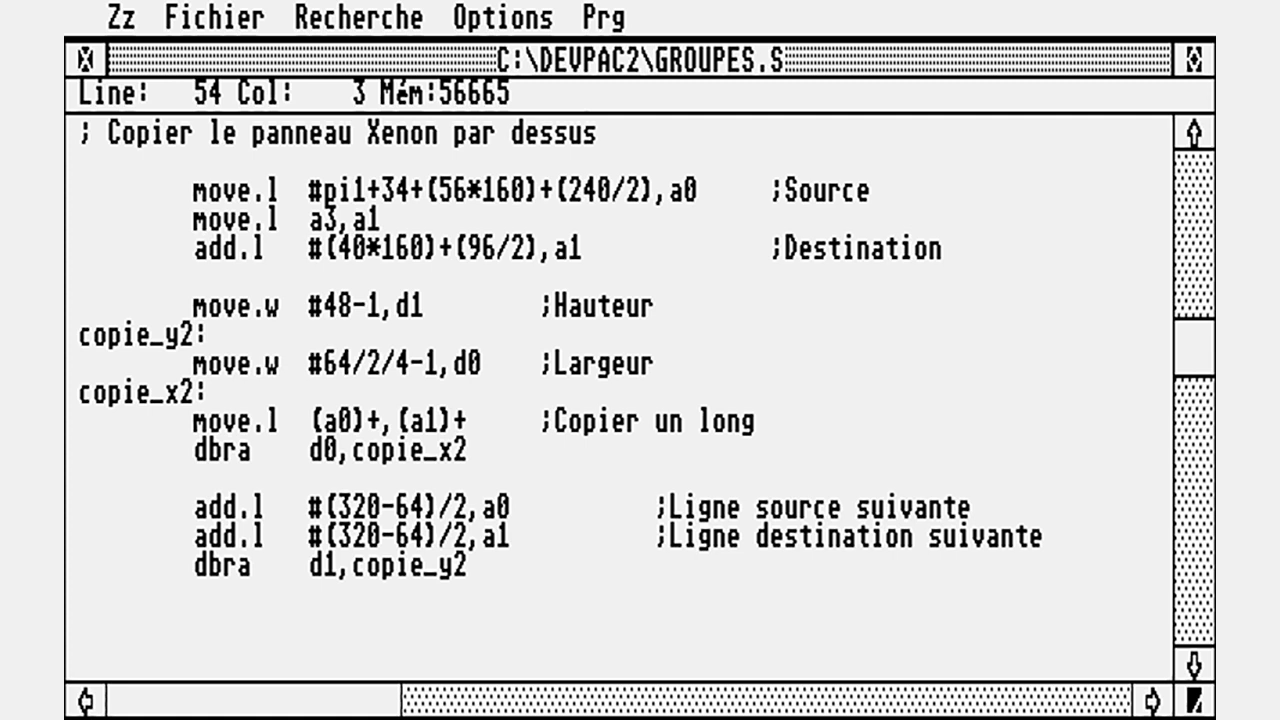 Zz Fichier Recherche Options Prg
C:\DEVPAC2\GROUPES.S
Line: 54 Col: 3 Mém:56665
; Copier le panneau Xenon par dessus
move.l #pi1+34+(56*160)+(240/2),a0 ;Source
move.l a3,a1
add.l #(40*160)+(96/2),a1 ;Destination
move.w #48-1,d1 ;Hauteur
copie_y2:
move.w #64/2/4-1,d0 ;Largeur
copie_x2:
move.l (a0)+,(a1)+ ;Copier un long
dbra d0,copie_x2
add.l #(320-64)/2,a0 ;Ligne source suivante
add.l #(320-64)/2,a1 ;Ligne destination suivante
dbra d1,copie_y2